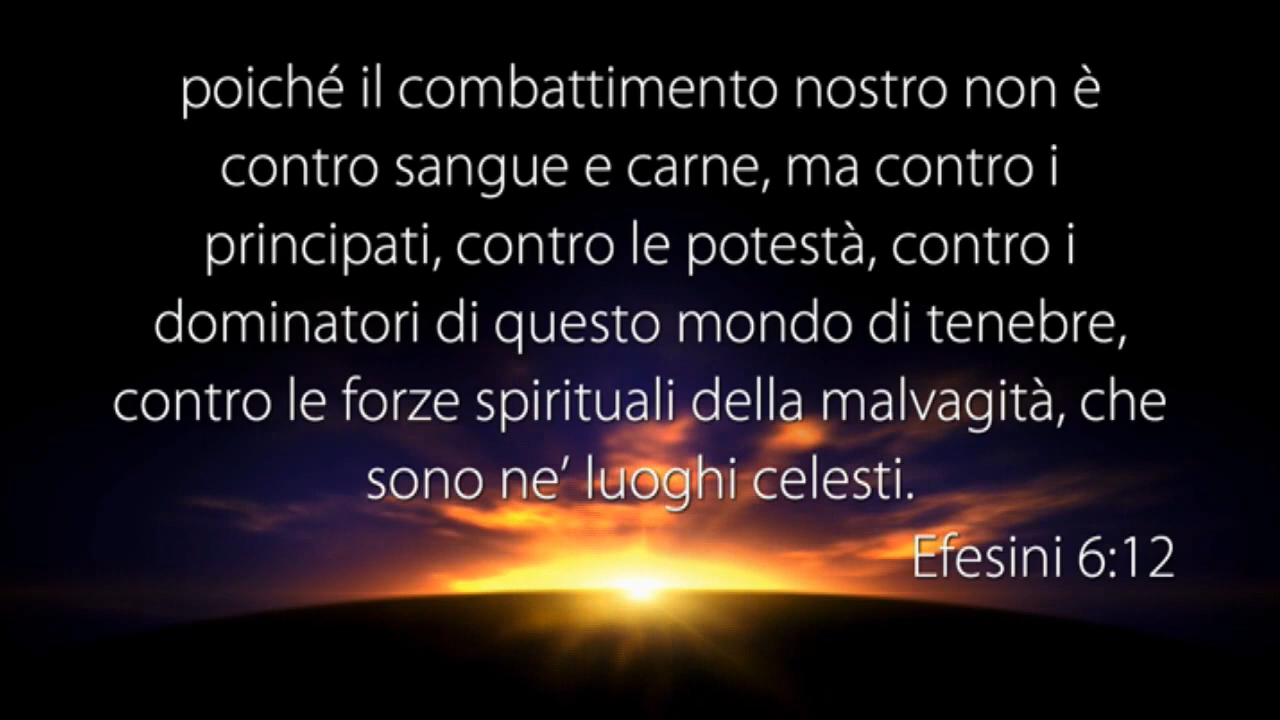 poiché il combattimento nostro non è
contro sangue e carne, ma contro i
principati, contro le potestà, contro i
dominatori di questo mondo di tenebre,
contro le forze spirituali della malvagità, che
sono ne’ luoghi celesti.
Efesini 6:12